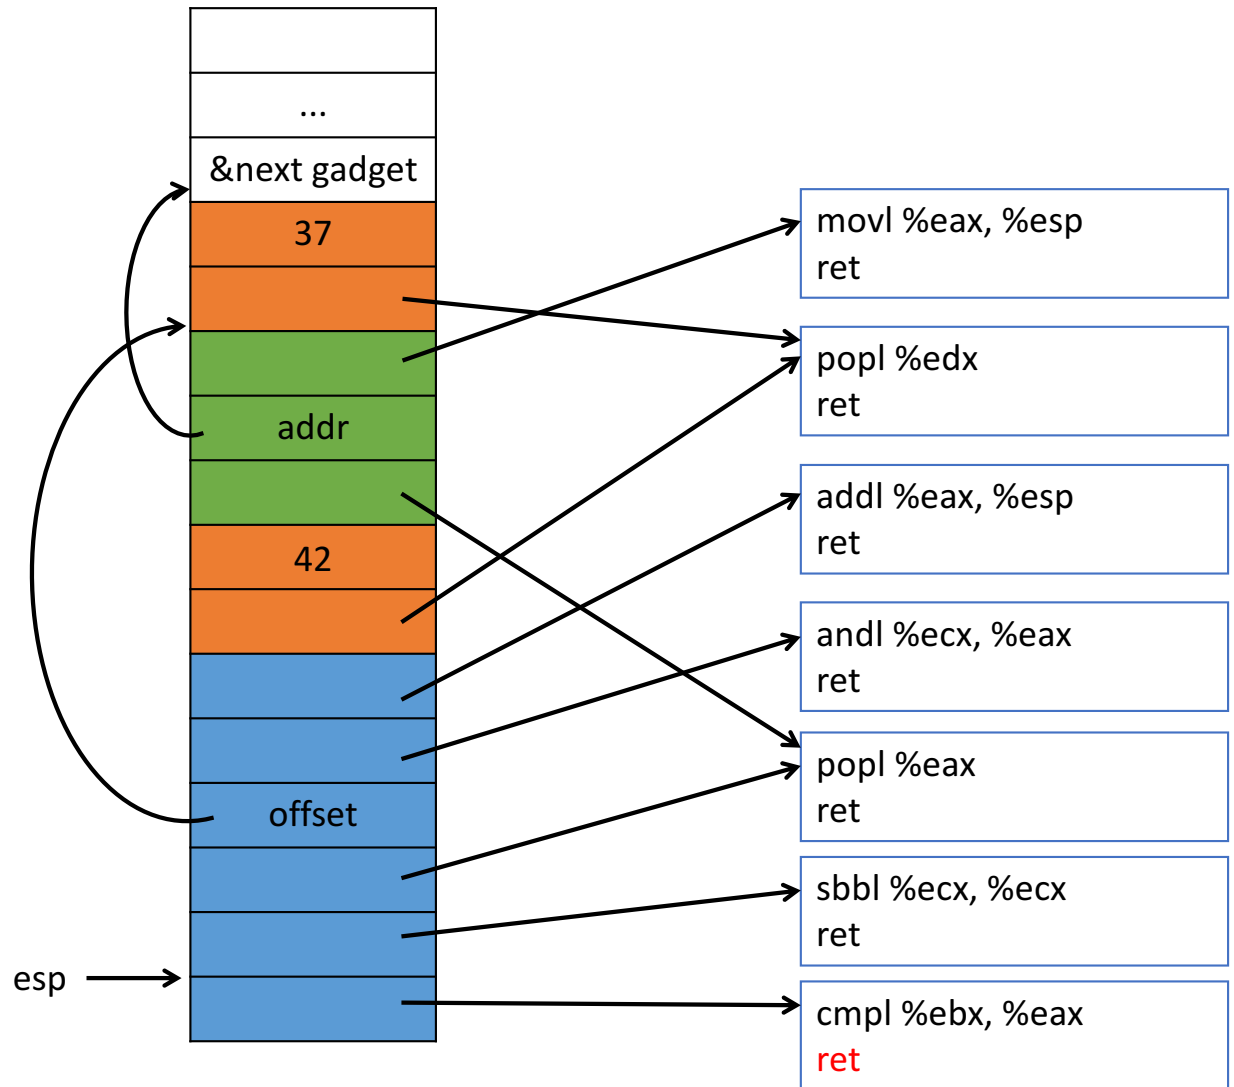 ...
&next gadget
37
addr
42
offset
esp
movl %eax, %esp
ret
popl %edx
ret
addl %eax, %esp
ret
andl %ecx, %eax
ret
popl %eax
ret
sbbl %ecx, %ecx
ret
cmpl %ebx, %eax
ret